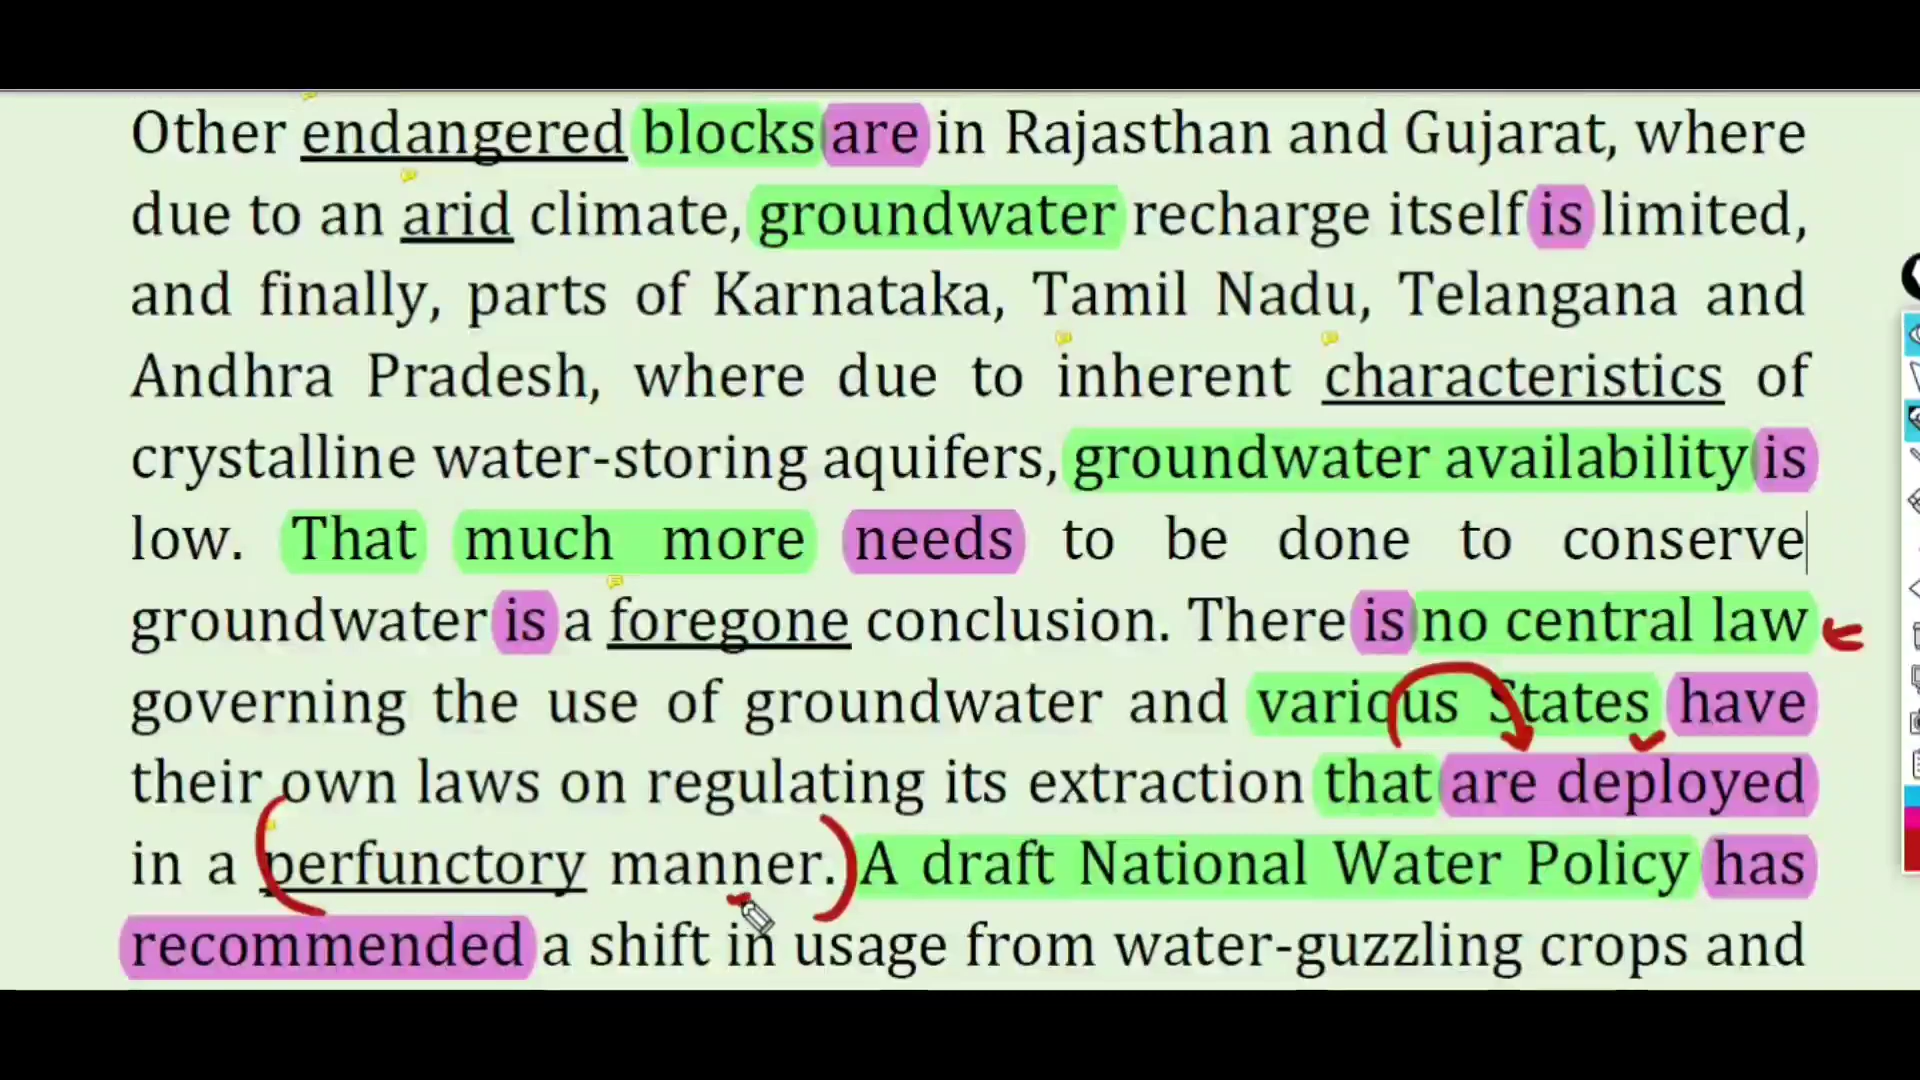 Other endangered blocks are in Rajasthan and Gujarat, where
due to an arid climate, groundwater recharge itself is limited,
and finally, parts of Karnataka, Tamil Nadu, Telangana and
Andhra Pradesh, where due to inherent characteristics of
crystalline water-storing aquifers, groundwater availability is
low. That much more needs to be done to conserve
groundwater is a foregone conclusion. There is no central law
governing the use of groundwater and various States have
their own laws on regulating its extraction that are deployed
in a perfunctory manner. A draft National Water Policy has
recommended a shift in usage from water-guzzling crops and